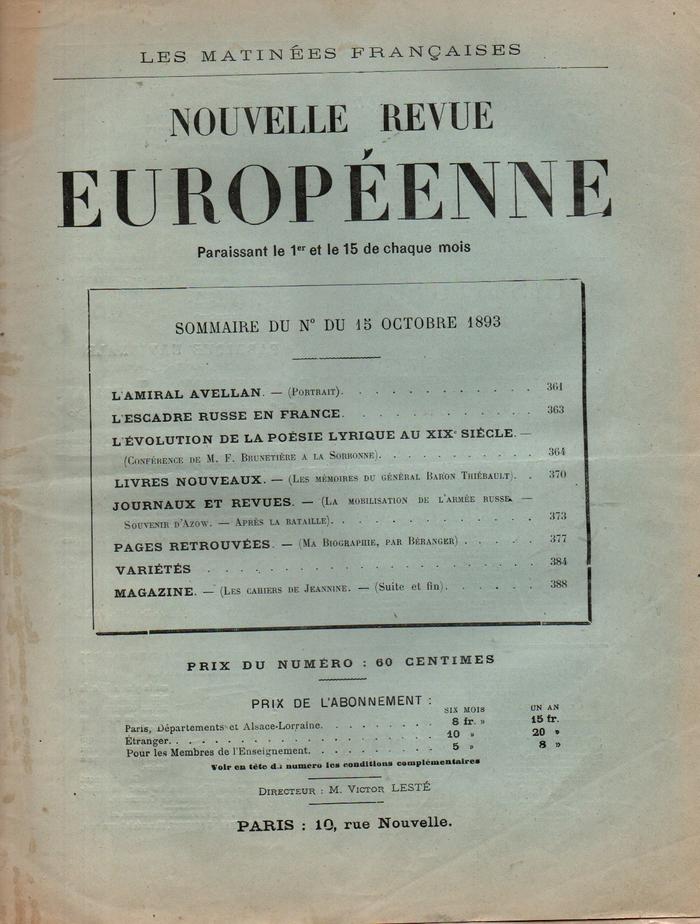 LES MATINÉES FRANÇAISES
NOUVELLE REVUE
EUROPÉENNE
Paraissant le 1er et le 15 de chaque mois
SOMMAIRE DU N° DU 15 OCTOBRE 1893
L'AMIRAL AVELLAN. — (Portrait). . . . . . . . . . 361
L'ESCADRE RUSSE EN FRANCE. . . . . . . . . . . 363
L'ÉVOLUTION DE LA POÉSIE LYRIQUE AU XIXe SIÈCLE. —
(Conférence de M. F. Brunetière a la Sorbonne). . . . . . . . 364
LIVRES NOUVEAUX. — (Les mémoires du général Baron Thiébault). . 370
JOURNAUX ET REVUES. — (La mobilisation de l'armée russe. —
Souvenir d'Azow. — Après la bataille). . . . . . . . . . 373
PAGES RETROUVÉES. — (Ma Biographie, par Béranger) . . . . . 377
VARIÉTÉS . . . . . . . . . . . . . . . 384
MAGAZINE. — (Les cahiers de Jeannine. — (Suite et fin). . . . . . 388
PRIX DU NUMÉRO : 60 CENTIMES
PRIX DE L'ABONNEMENT :
SIX MOIS UN AN
Paris, Départements et Alsace-Lorraine. . . . . . . . 8 fr. » 15 fr.
Étranger. . . . . . . . . . . . . . . 10 » 20 »
Pour les Membres de l'Enseignement. . . . . . . . . 5 » 8 »
Voir en tête du numéro les conditions complémentaires
Directeur : M. Victor LESTÉ
PARIS : 10, rue Nouvelle.